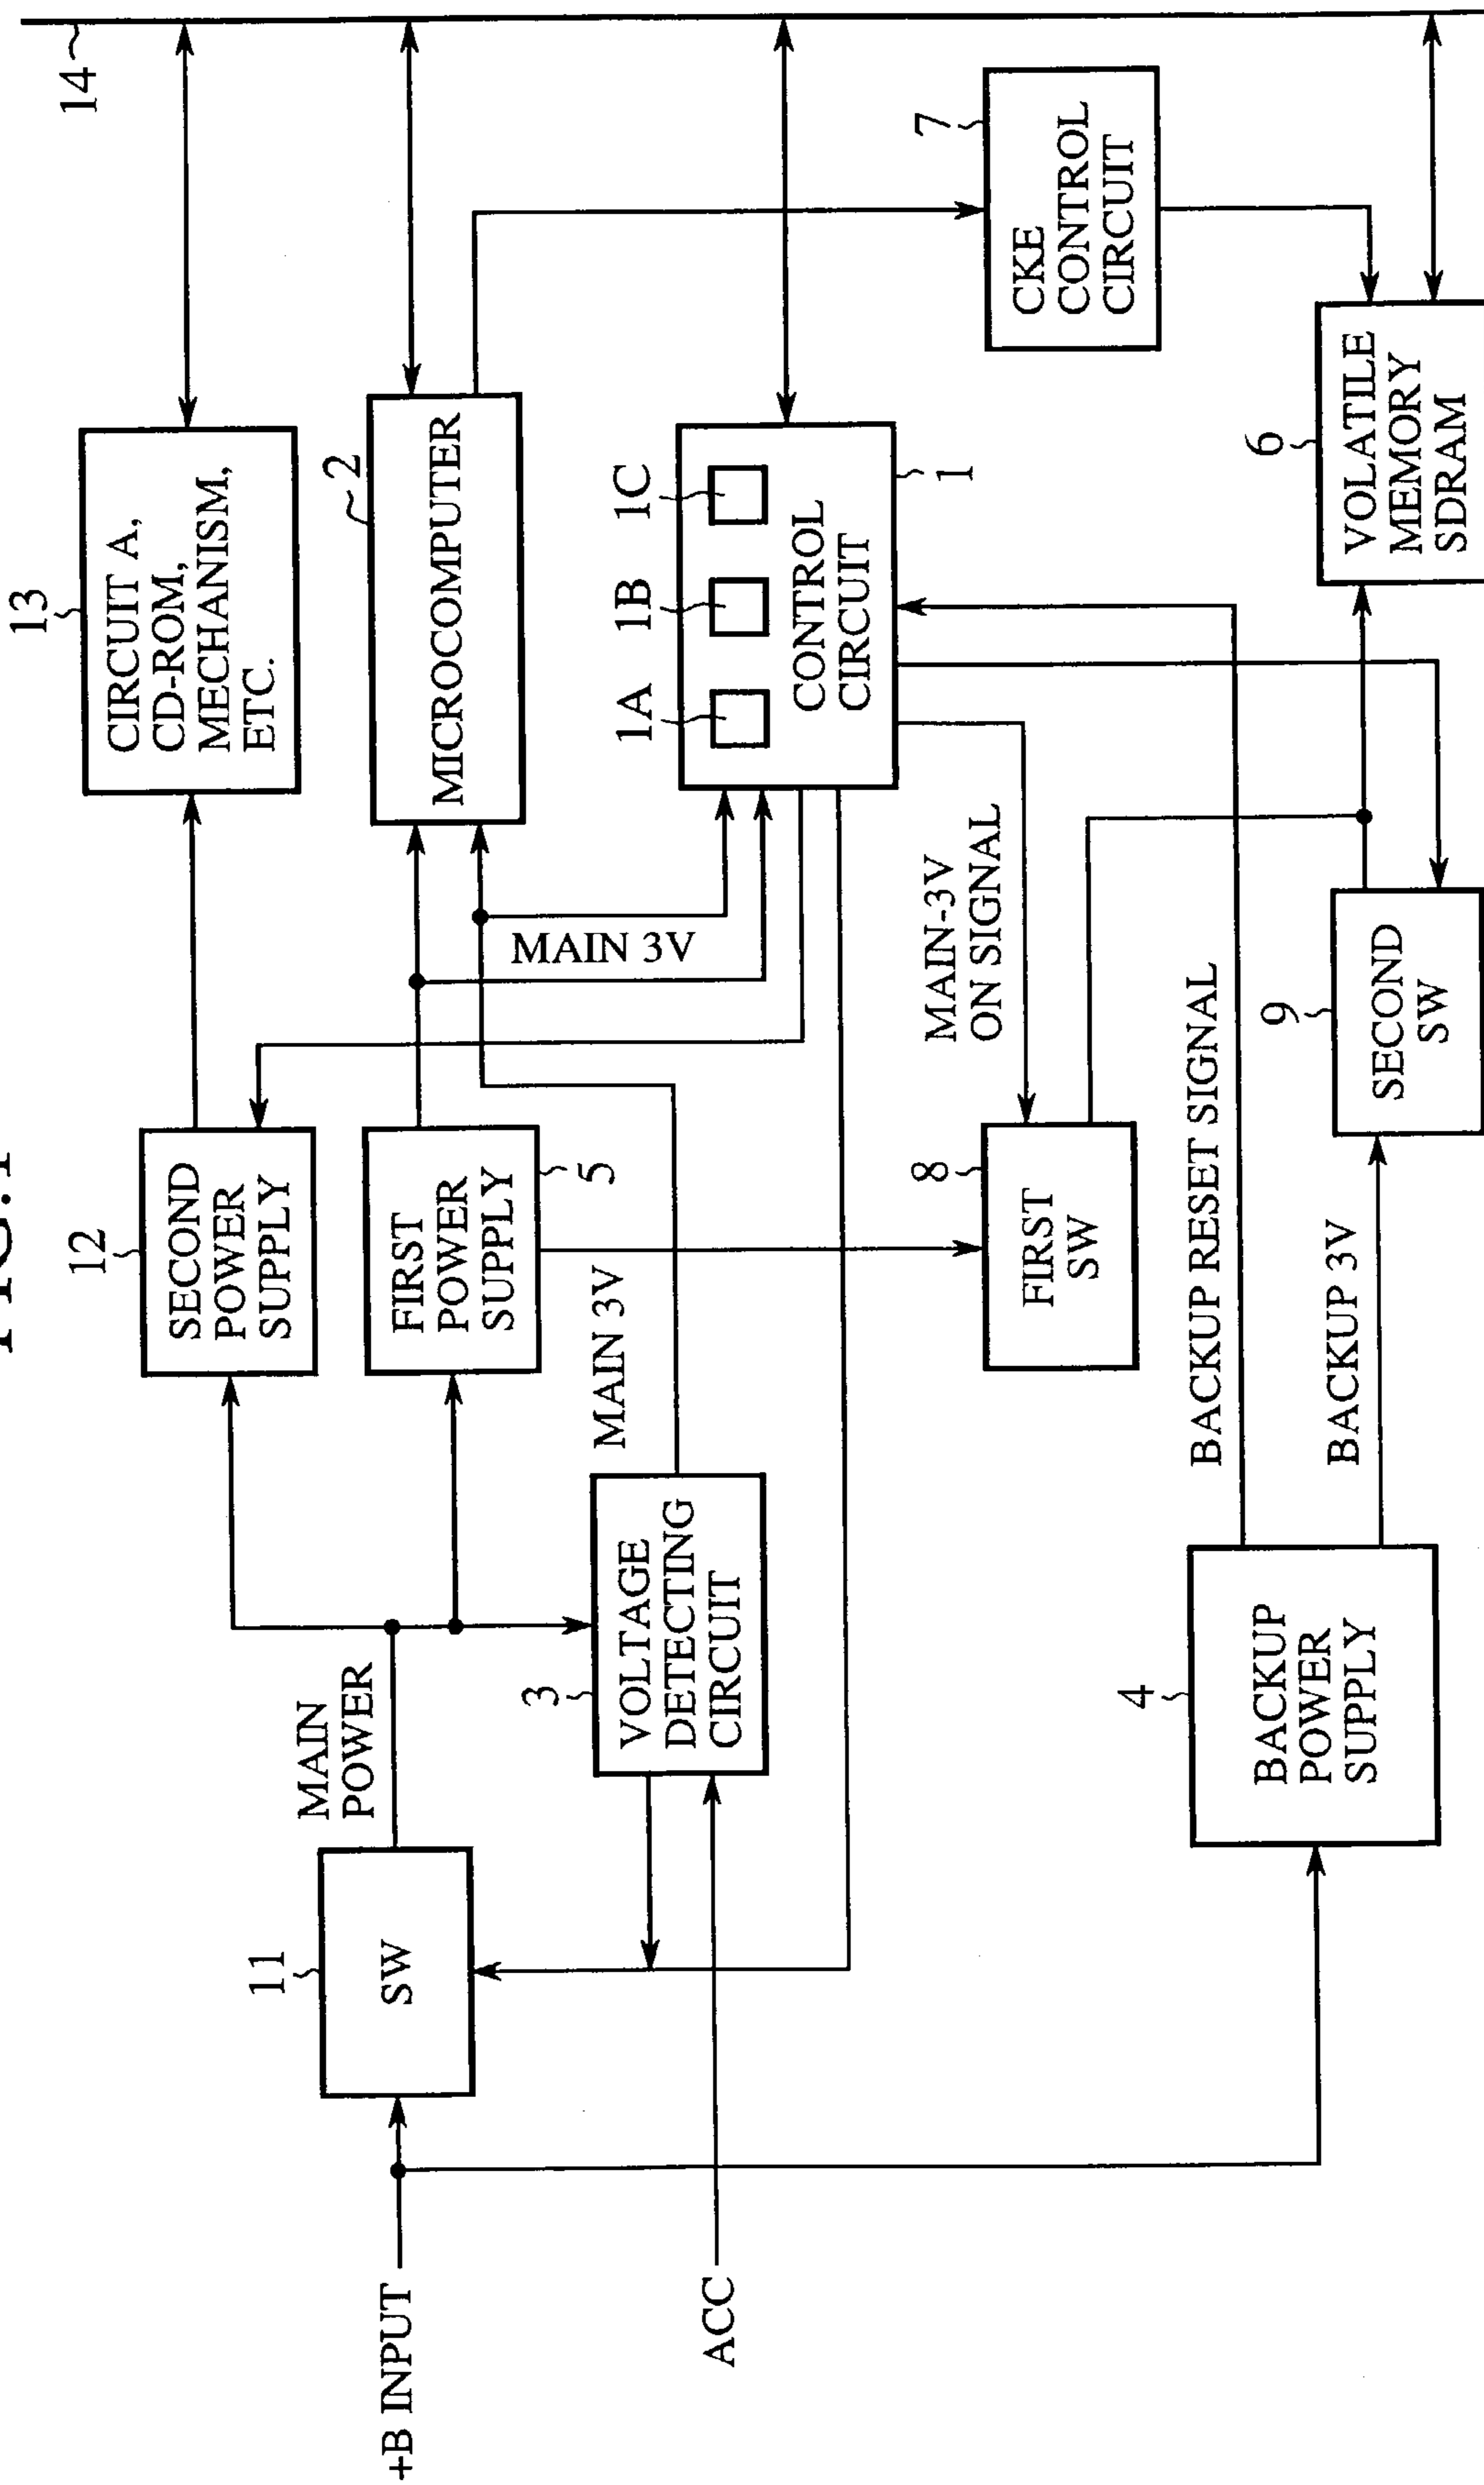 14
13
CIRCUIT A,
CD-ROM,
MECHANISM,
ETC.
12
SECOND
POWER
SUPPLY
2
MICROCOMPUTER
FIRST
POWER
SUPPLY
5
MAIN
POWER
11
SW
+B INPUT
MAIN 3V
MAIN 3V
3
VOLTAGE
DETECTING
CIRCUIT
ACC
1A
1B
1C
CONTROL
CIRCUIT
1
7
CKE
CONTROL
CIRCUIT
MAIN-3V
ON SIGNAL
8
FIRST
SW
BACKUP RESET SIGNAL
6
VOLATILE
MEMORY
SDRAM
9
SECOND
SW
BACKUP 3V
4
BACKUP
POWER
SUPPLY